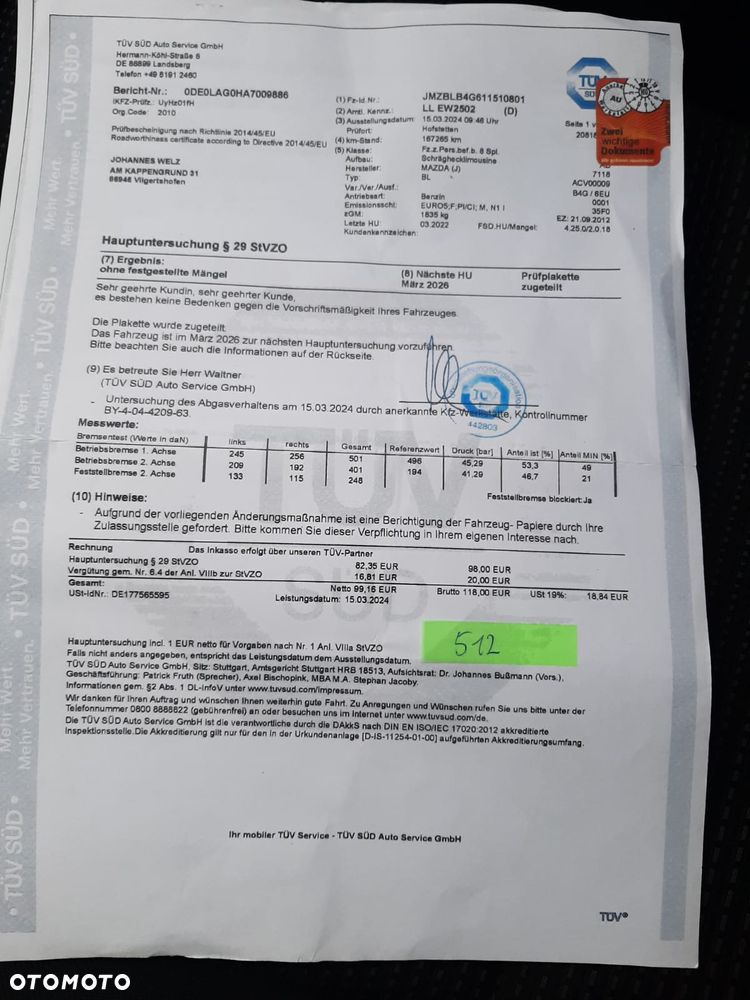 TÜV SÜD Auto Service GmbH
Hermann-Köhl-Straße 6
DE 86899 Landsberg
Telefon +49 8191 2460
Bericht-Nr.: 0DE0LAG0HA7009886
IKFZ-Prüfz.: UyHz01fH
Org.Code: 2010
Prüfbescheinigung nach Richtlinie 2014/45/EU
Roadworthiness certificate according to Directive 2014/45/EU
JOHANNES WELZ
AM KAPPENGRUND 31
86946 Vilgertshofen
(1) Fz-Id.Nr.: JMZBLB4G611510801
(2) Amtl. Kennz.: LL EW2502 (D)
(3) Ausstellungsdatum: 15.03.2024 09:46 Uhr
Prüfort: Hofstetten
(4) km-Stand: 167265 km
(5) Klasse: Fz.z.Pers.bef.b. 8 Spl.
Aufbau: Schräghecklimousine
Hersteller: MAZDA (J) 7118
Typ: BL ACV00009
Var./Ver./Ausf.: B4G / 6EU
Antriebsart: Benzin 0001
Emissionsschl: EURO5;F;PI/CI; M, N1 I 35F0
zGM: 1835 kg EZ: 21.09.2012
Letzte HU: 03.2022 FSD.HU/Mangel: 4.25.0/2.0.18
Kundenkennzeichen:
TÜV
SÜD
Seite 1
AU
Zwei
wichtige
Dokumente
Hauptuntersuchung § 29 StVZO
(7) Ergebnis: (8) Nächste HU Prüfplakette
ohne festgestellte Mängel März 2026 zugeteilt
Sehr geehrte Kundin, sehr geehrter Kunde,
es bestehen keine Bedenken gegen die Vorschriftsmäßigkeit Ihres Fahrzeuges.
Die Plakette wurde zugeteilt
Das Fahrzeug ist im März 2026 zur nächsten Hauptuntersuchung vorzuführen.
Bitte beachten Sie auch die Informationen auf der Rückseite.
(9) Es betreute Sie Herr Waltner
(TÜV SÜD Auto Service GmbH)
TÜV
442803
- Untersuchung des Abgasverhaltens am 15.03.2024 durch anerkannte Kfz-Werkstätte, Kontrollnummer
BY-4-04-4209-63.
Messwerte:
Bremsentest (Werte in daN) links rechts Gesamt Referenzwert Druck [bar] Anteil ist [%] Anteil MIN [%]
Betriebsbremse 1. Achse 245 256 501 496 45,29 53,3 49
Betriebsbremse 2. Achse 209 192 401 194 41,29 46,7 21
Feststellbremse 2. Achse 133 115 248
Feststellbremse blockiert:Ja
(10) Hinweise:
- Aufgrund der vorliegenden Änderungsmaßnahme ist eine Berichtigung der Fahrzeug- Papiere durch Ihre
Zulassungsstelle gefordert. Bitte kommen Sie dieser Verpflichtung in Ihrem eigenen Interesse nach.
Rechnung Das Inkasso erfolgt über unseren TÜV-Partner
Hauptuntersuchung § 29 StVZO 82,35 EUR 98,00 EUR
Vergütung gem. Nr. 6.4 der Anl. VIIIb zur StVZO 16,81 EUR 20,00 EUR
Gesamt: Netto 99,16 EUR Brutto 118,00 EUR USt 19%: 18,84 EUR
USt-IdNr.: DE177565595 Leistungsdatum: 15.03.2024
512
Hauptuntersuchung incl. 1 EUR netto für Vorgaben nach Nr. 1 Anl. VIIIa StVZO
Falls nicht anders angegeben, entspricht das Leistungsdatum dem Ausstellungsdatum.
TÜV SÜD Auto Service GmbH, Sitz: Stuttgart, Amtsgericht Stuttgart HRB 18513, Aufsichtsrat: Dr. Johannes Bußmann (Vors.),
Geschäftsführung: Patrick Fruth (Sprecher), Axel Bischopink, MBA M.A. Stephan Jacoby.
Informationen gem. §2 Abs. 1 DL-InfoV unter www.tuvsud.com/impressum.
Wir danken für Ihren Auftrag und wünschen Ihnen weiterhin gute Fahrt. Zu Anregungen und Wünschen rufen Sie uns bitte unter der
Telefonnummer 0800 8888822 (gebührenfrei) an oder besuchen uns im Internet unter www.tuvsud.com/de.
Die TÜV SÜD Auto Service GmbH ist die verantwortliche durch die DAkkS nach DIN EN ISO/IEC 17020:2012 akkreditierte
Inspektionsstelle.Die Akkreditierung gilt nur für den in der Urkundenanlage [D-IS-11254-01-00] aufgeführten Akkreditierungsumfang.
Ihr mobiler TÜV Service - TÜV SÜD Auto Service GmbH
TÜV®
• TÜV SÜD •
Mehr Wert.
Mehr Vertrauen.
• TÜV SÜD •
Mehr Wert.
Mehr Vertrauen.
• TÜV SÜD •
Mehr Wert.
Mehr Vertrauen.
• TÜV SÜD •
OTOMOTO